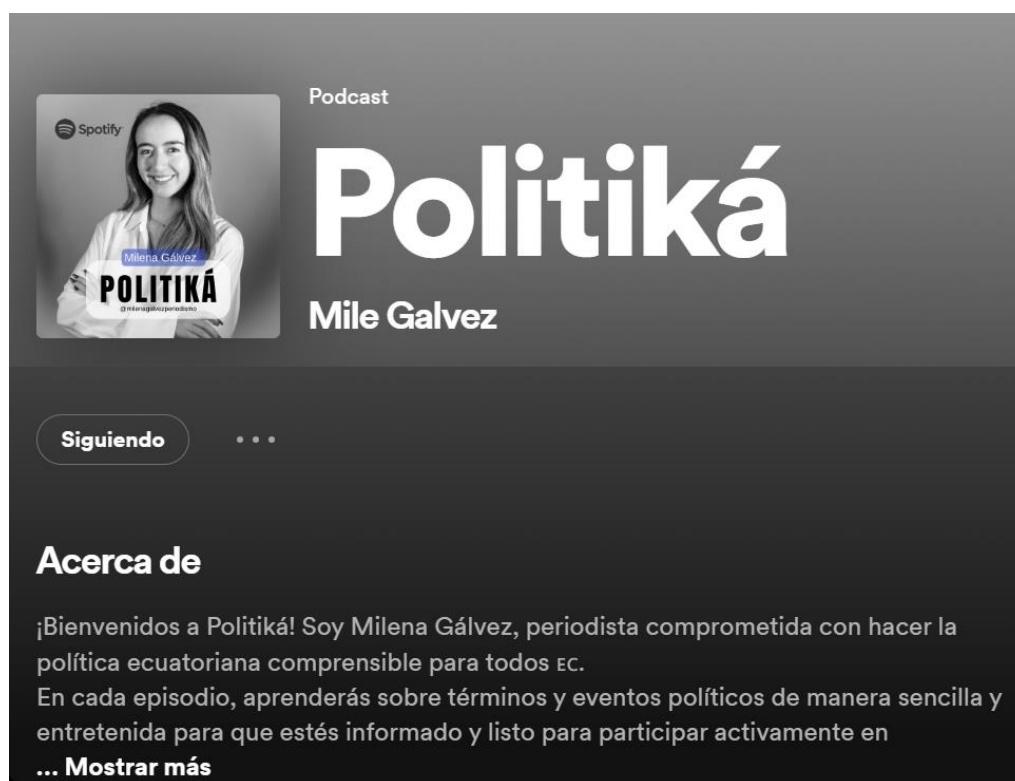 Podcast
Spotify
Politiká
Milena Gálvez
POLITIKÁ
@milenagalvezperiodismo
Mile Galvez
Siguiendo
Acerca de
¡Bienvenidos a Politiká! Soy Milena Gálvez, periodista comprometida con hacer la
política ecuatoriana comprensible para todos EC.
En cada episodio, aprenderás sobre términos y eventos políticos de manera sencilla y
entretenida para que estés informado y listo para participar activamente en
... Mostrar más